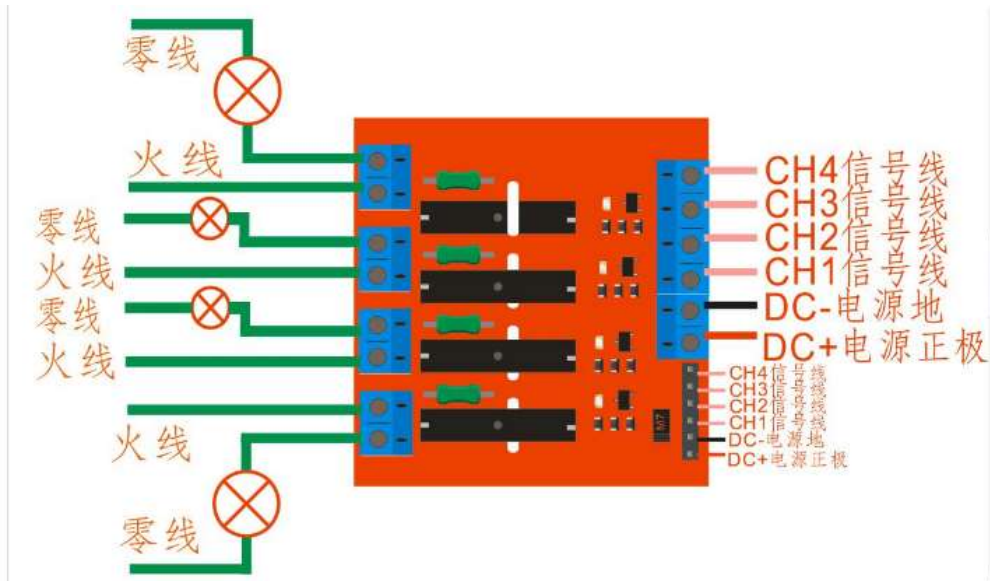 零线
火线
零线
火线
零线
火线
火线
零线
CH4信号线
CH3信号线
CH2信号线
CH1信号线
DC-电源地
DC+电源正极
CH4信号线
CH3信号线
CH2信号线
CH1信号线
DC-电源地
DC+电源正极
M7